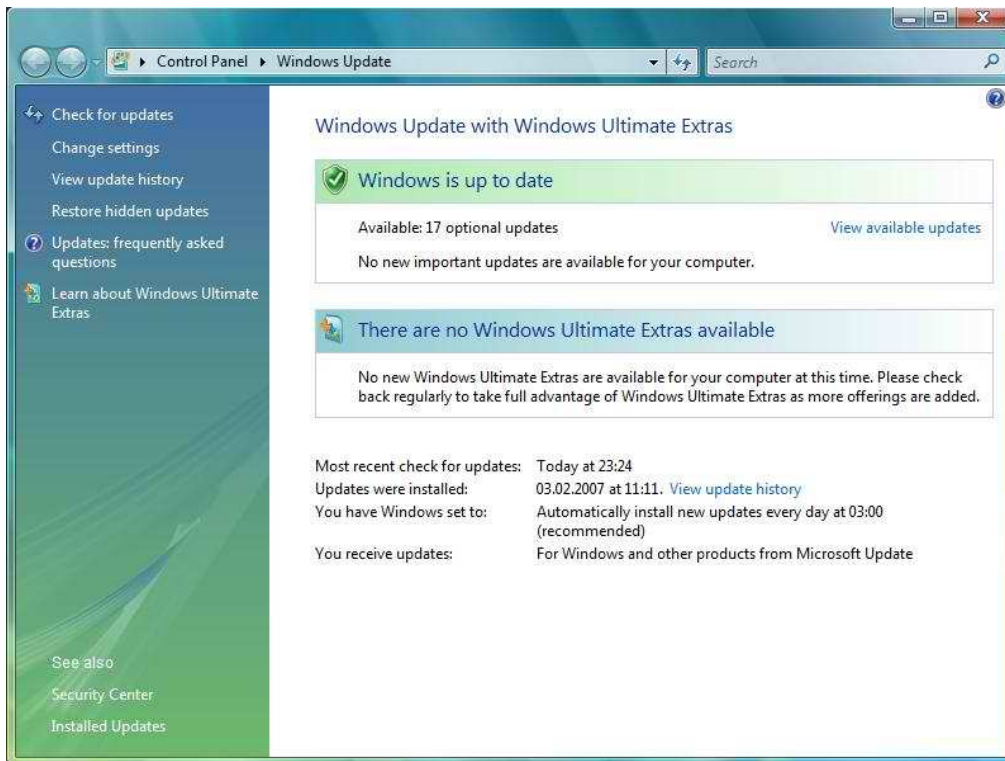 Control Panel
Windows Update
Search
Check for updates
Change settings
View update history
Restore hidden updates
Updates: frequently asked
questions
Learn about Windows Ultimate
Extras
See also
Security Center
Installed Updates
Windows Update with Windows Ultimate Extras
Windows is up to date
Available: 17 optional updates
View available updates
No new important updates are available for your computer.
There are no Windows Ultimate Extras available
No new Windows Ultimate Extras are available for your computer at this time. Please check
back regularly to take full advantage of Windows Ultimate Extras as more offerings are added.
Most recent check for updates: Today at 23:24
Updates were installed: 03.02.2007 at 11:11. View update history
You have Windows set to: Automatically install new updates every day at 03:00
(recommended)
You receive updates: For Windows and other products from Microsoft Update